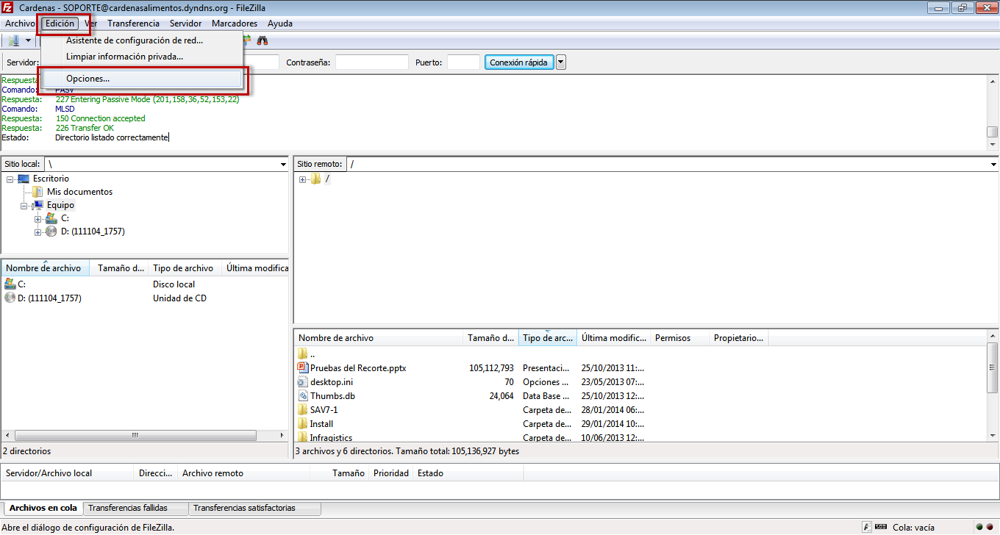 Cardenas - SOPORTE@cardenasalimentos.dyndns.org - FileZilla
Archivo Edición Ver Transferencia Servidor Marcadores Ayuda
Asistente de configuración de red...
Limpiar información privada...
Opciones...
Servidor: Contraseña: Puerto: Conexión rápida
Respuesta
Comando: PASV
Respuesta: 227 Entering Passive Mode (201,158,36,52,153,22)
Comando: MLSD
Respuesta: 150 Connection accepted
Respuesta: 226 Transfer OK
Estado: Directorio listado correctamente
Sitio local: \
Escritorio
Mis documentos
Equipo
C:
D: (111104_1757)
Nombre de archivo Tamaño d... Tipo de archivo Última modifica
C: Disco local
D: (111104_1757) Unidad de CD
2 directorios
Sitio remoto: /
/
Nombre de archivo Tamaño d... Tipo de arc... Última modific... Permisos Propietario...
..
Pruebas del Recorte.pptx 105,112,793 Presentaci... 25/10/2013 11:...
desktop.ini 70 Opciones ... 23/05/2013 07:...
Thumbs.db 24,064 Data Base ... 25/10/2013 12:...
SAV7-1 Carpeta de... 28/01/2014 06:...
Install Carpeta de... 29/01/2014 10:...
Infragistics Carpeta de... 10/06/2013 12:...
3 archivos y 6 directorios. Tamaño total: 105,136,927 bytes
Servidor/Archivo local Direcci... Archivo remoto Tamaño Prioridad Estado
Archivos en cola Transferencias fallidas Transferencias satisfactorias
Abre el diálogo de configuración de FileZilla. Cola: vacía